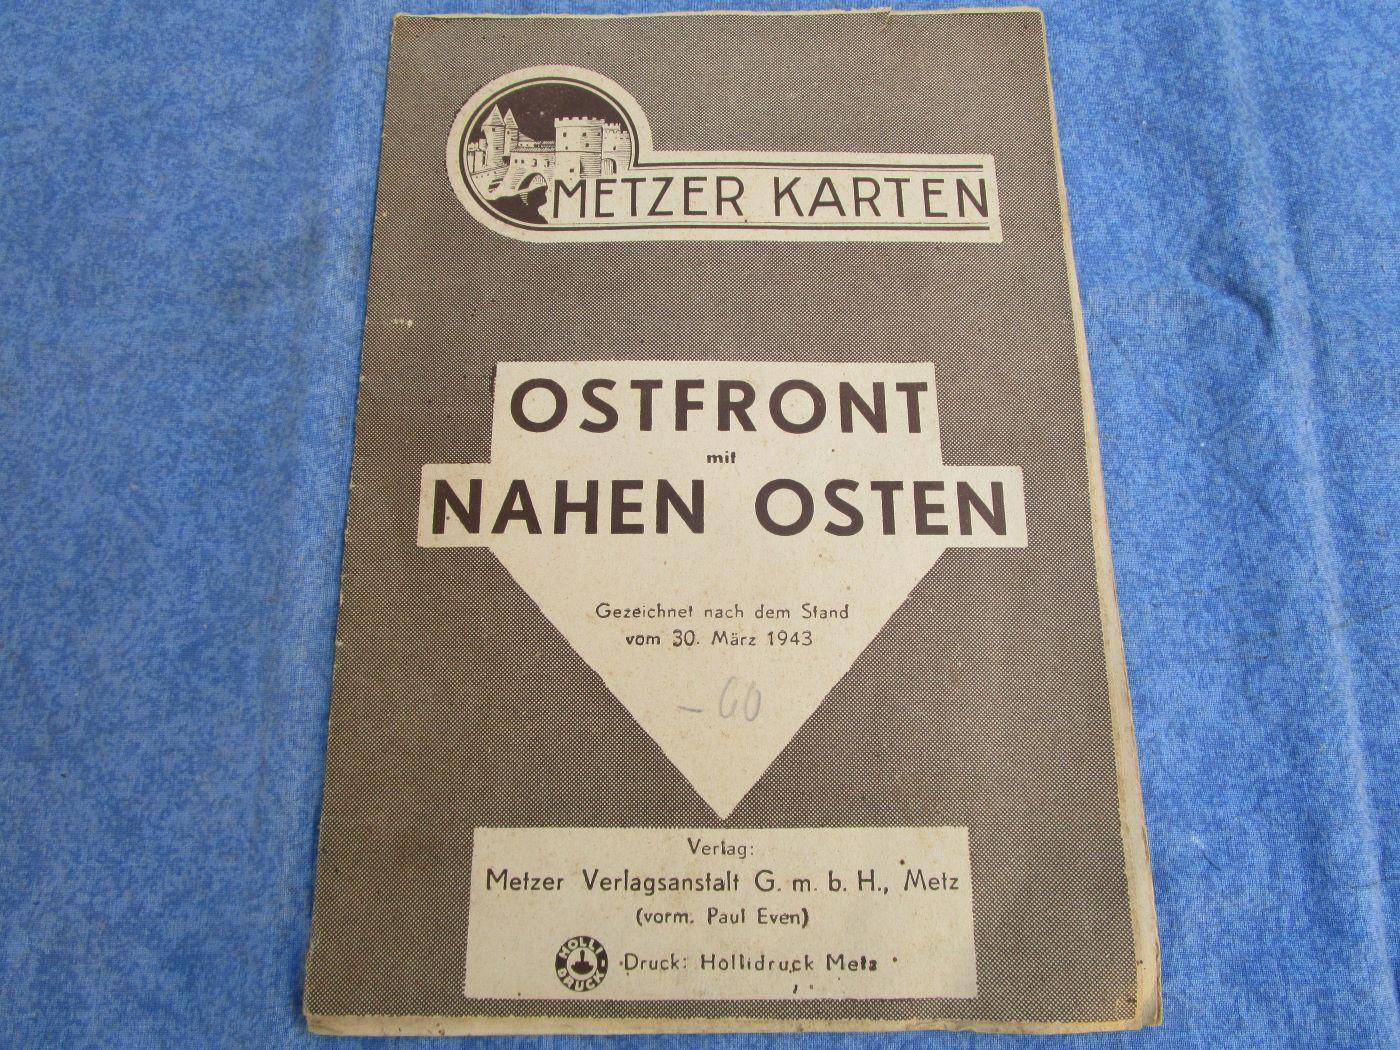 METZER KARTEN
OSTFRONT
mit
NAHEN OSTEN
Gezeichnet nach dem Stand
vom 30. März 1943
– 60
Verlag:
Metzer Verlagsanstalt G. m. b. H., Metz
(vorm. Paul Even)
HOLLI
DRUCK
Druck: Hollidruck Metz